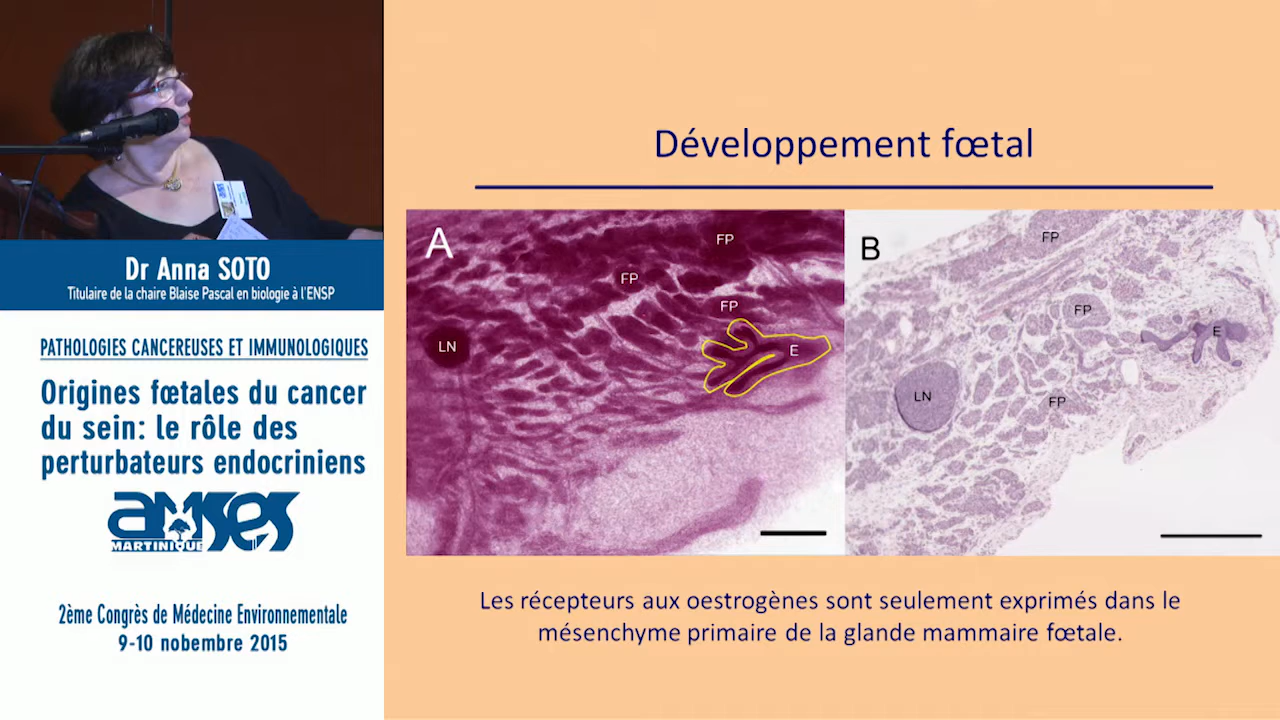 Dr Anna SOTO
Titulaire de la chaire Blaise Pascal en biologie à l'ENSP
PATHOLOGIES CANCEREUSES ET IMMUNOLOGIQUES
Origines fœtales du cancer
du sein: le rôle des
perturbateurs endocriniens
amses
MARTINIQUE
2ème Congrès de Médecine Environnementale
9-10 nobembre 2015
Développement fœtal
A
FP
FP
FP
LN
E
B
FP
FP
E
LN
FP
Les récepteurs aux oestrogènes sont seulement exprimés dans le
mésenchyme primaire de la glande mammaire fœtale.